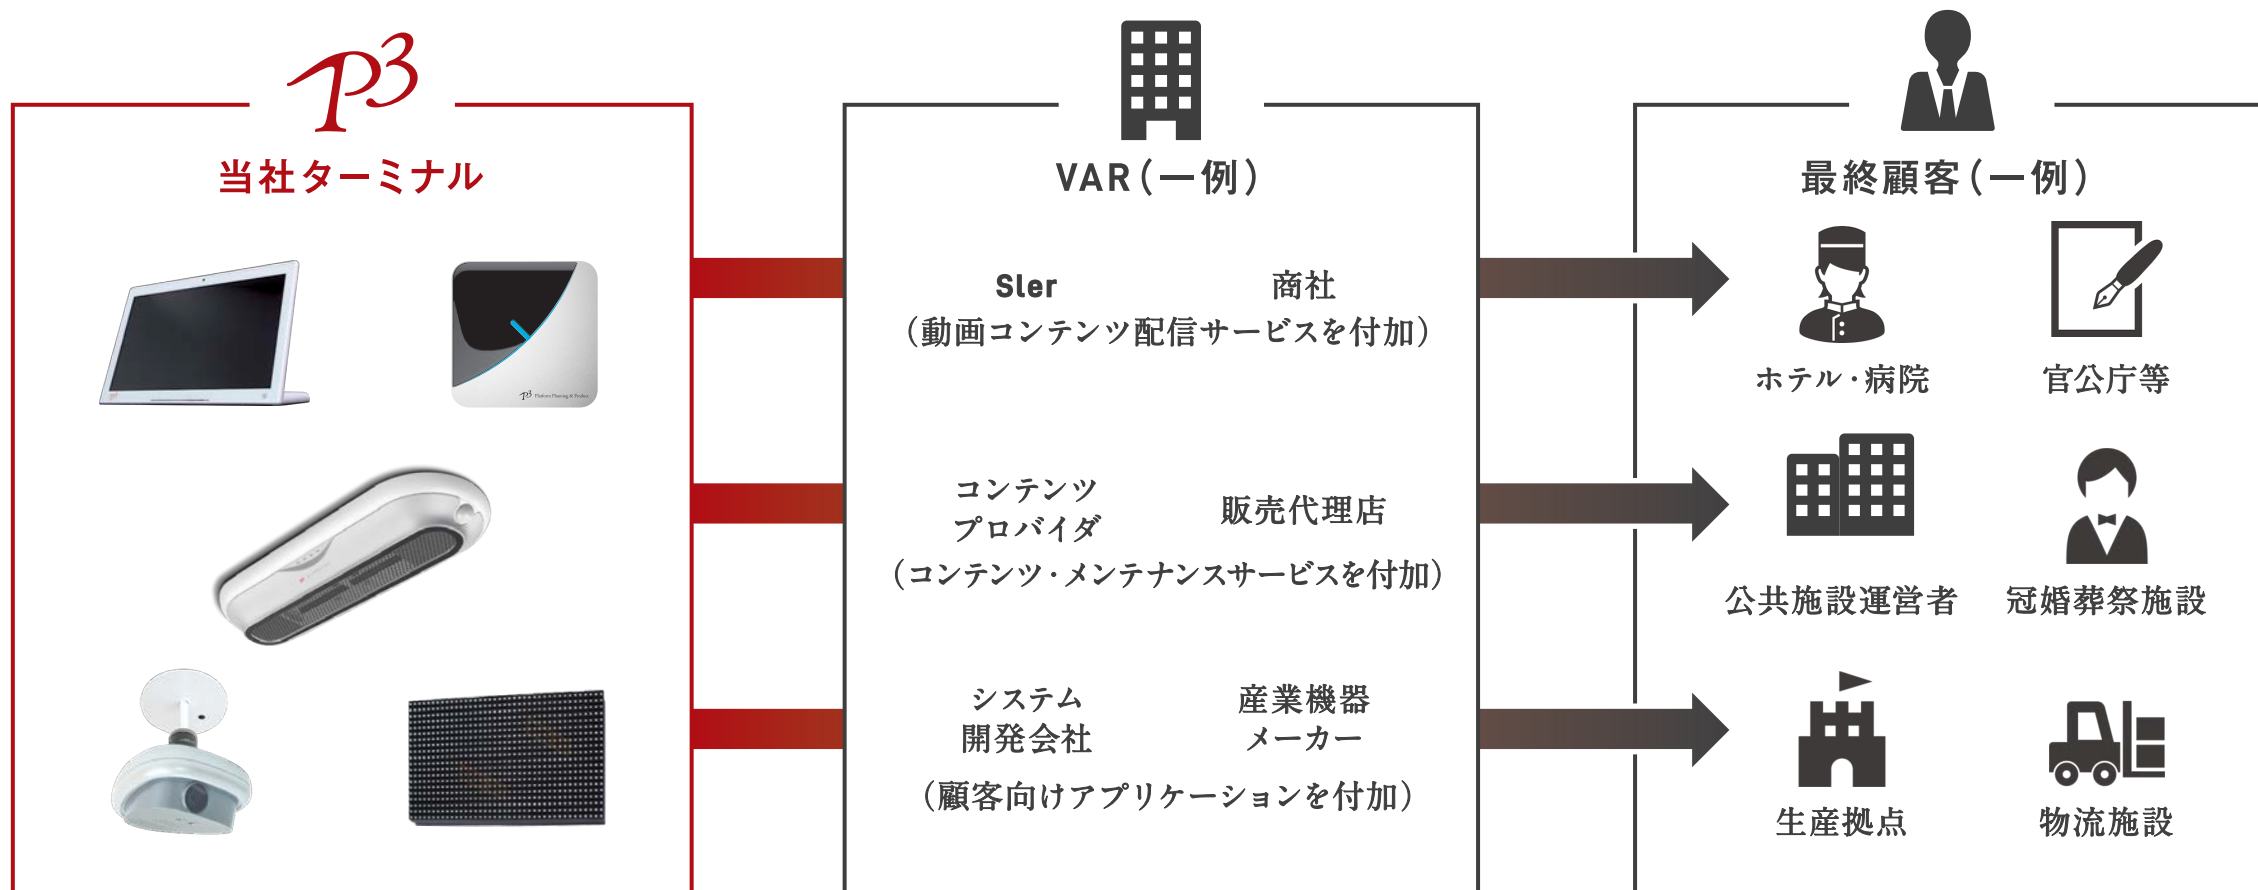 P3
当社ターミナル
P3 Platform Planning & Produce
VAR（一例）
SIer
商社
（動画コンテンツ配信サービスを付加）
コンテンツ
プロバイダ
販売代理店
（コンテンツ・メンテナンスサービスを付加）
システム
開発会社
産業機器
メーカー
（顧客向けアプリケーションを付加）
最終顧客（一例）
ホテル・病院
官公庁等
公共施設運営者
冠婚葬祭施設
生産拠点
物流施設